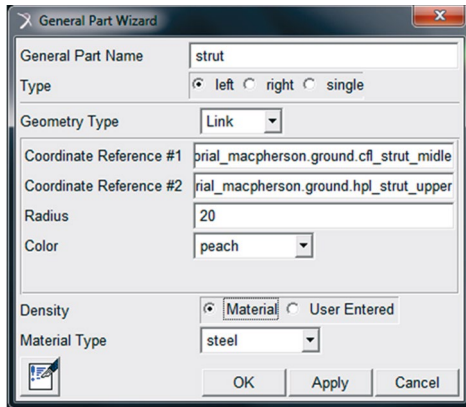 General Part Wizard
General Part Name strut
Type left right single
Geometry Type Link
Coordinate Reference #1 orial_macpherson.ground.cfl_strut_midle
Coordinate Reference #2 rial_macpherson.ground.hpl_strut_upper
Radius 20
Color peach
Density Material User Entered
Material Type steel
OK Apply Cancel